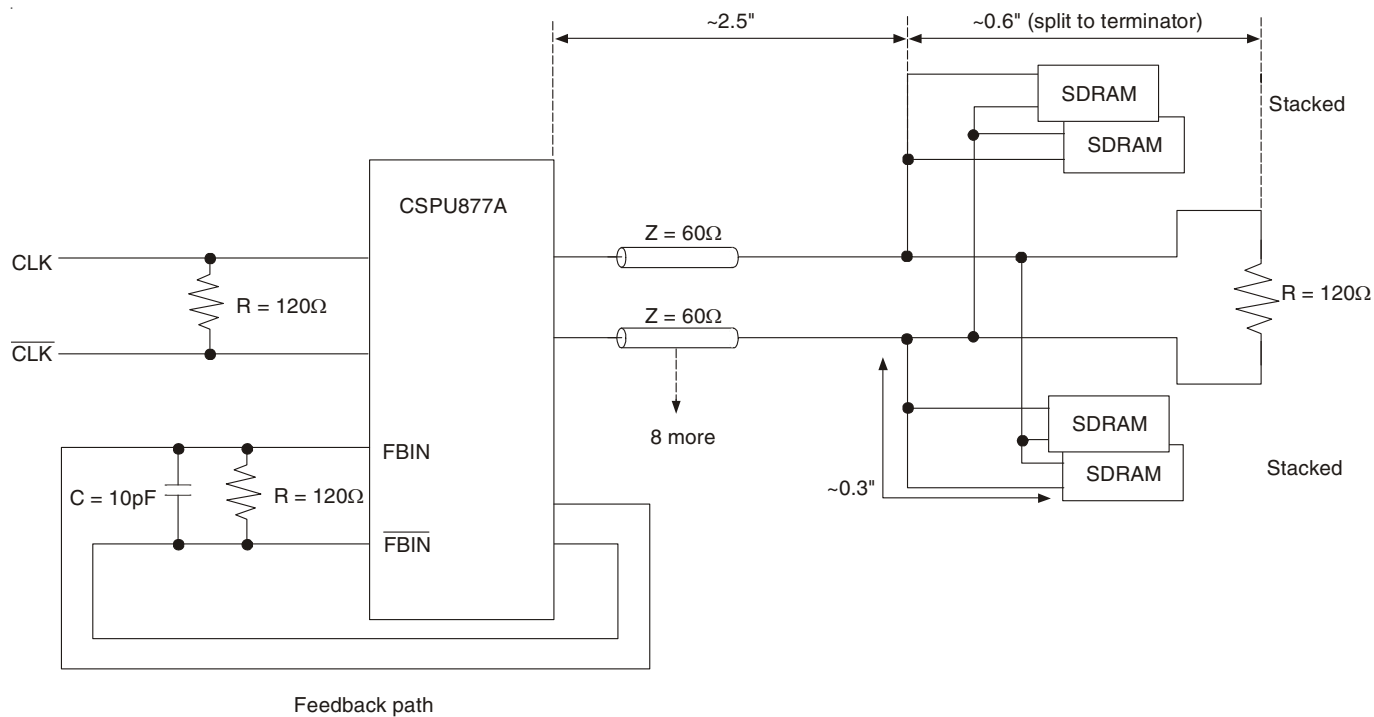 ~2.5"
~0.6" (split to terminator)
SDRAM
Stacked
SDRAM
CSPU877A
Z = 60Ω
CLK
R = 120Ω
R = 120Ω
Z = 60Ω
CLK
8 more
SDRAM
FBIN
SDRAM
Stacked
C = 10pF
R = 120Ω
~0.3"
FBIN
Feedback path